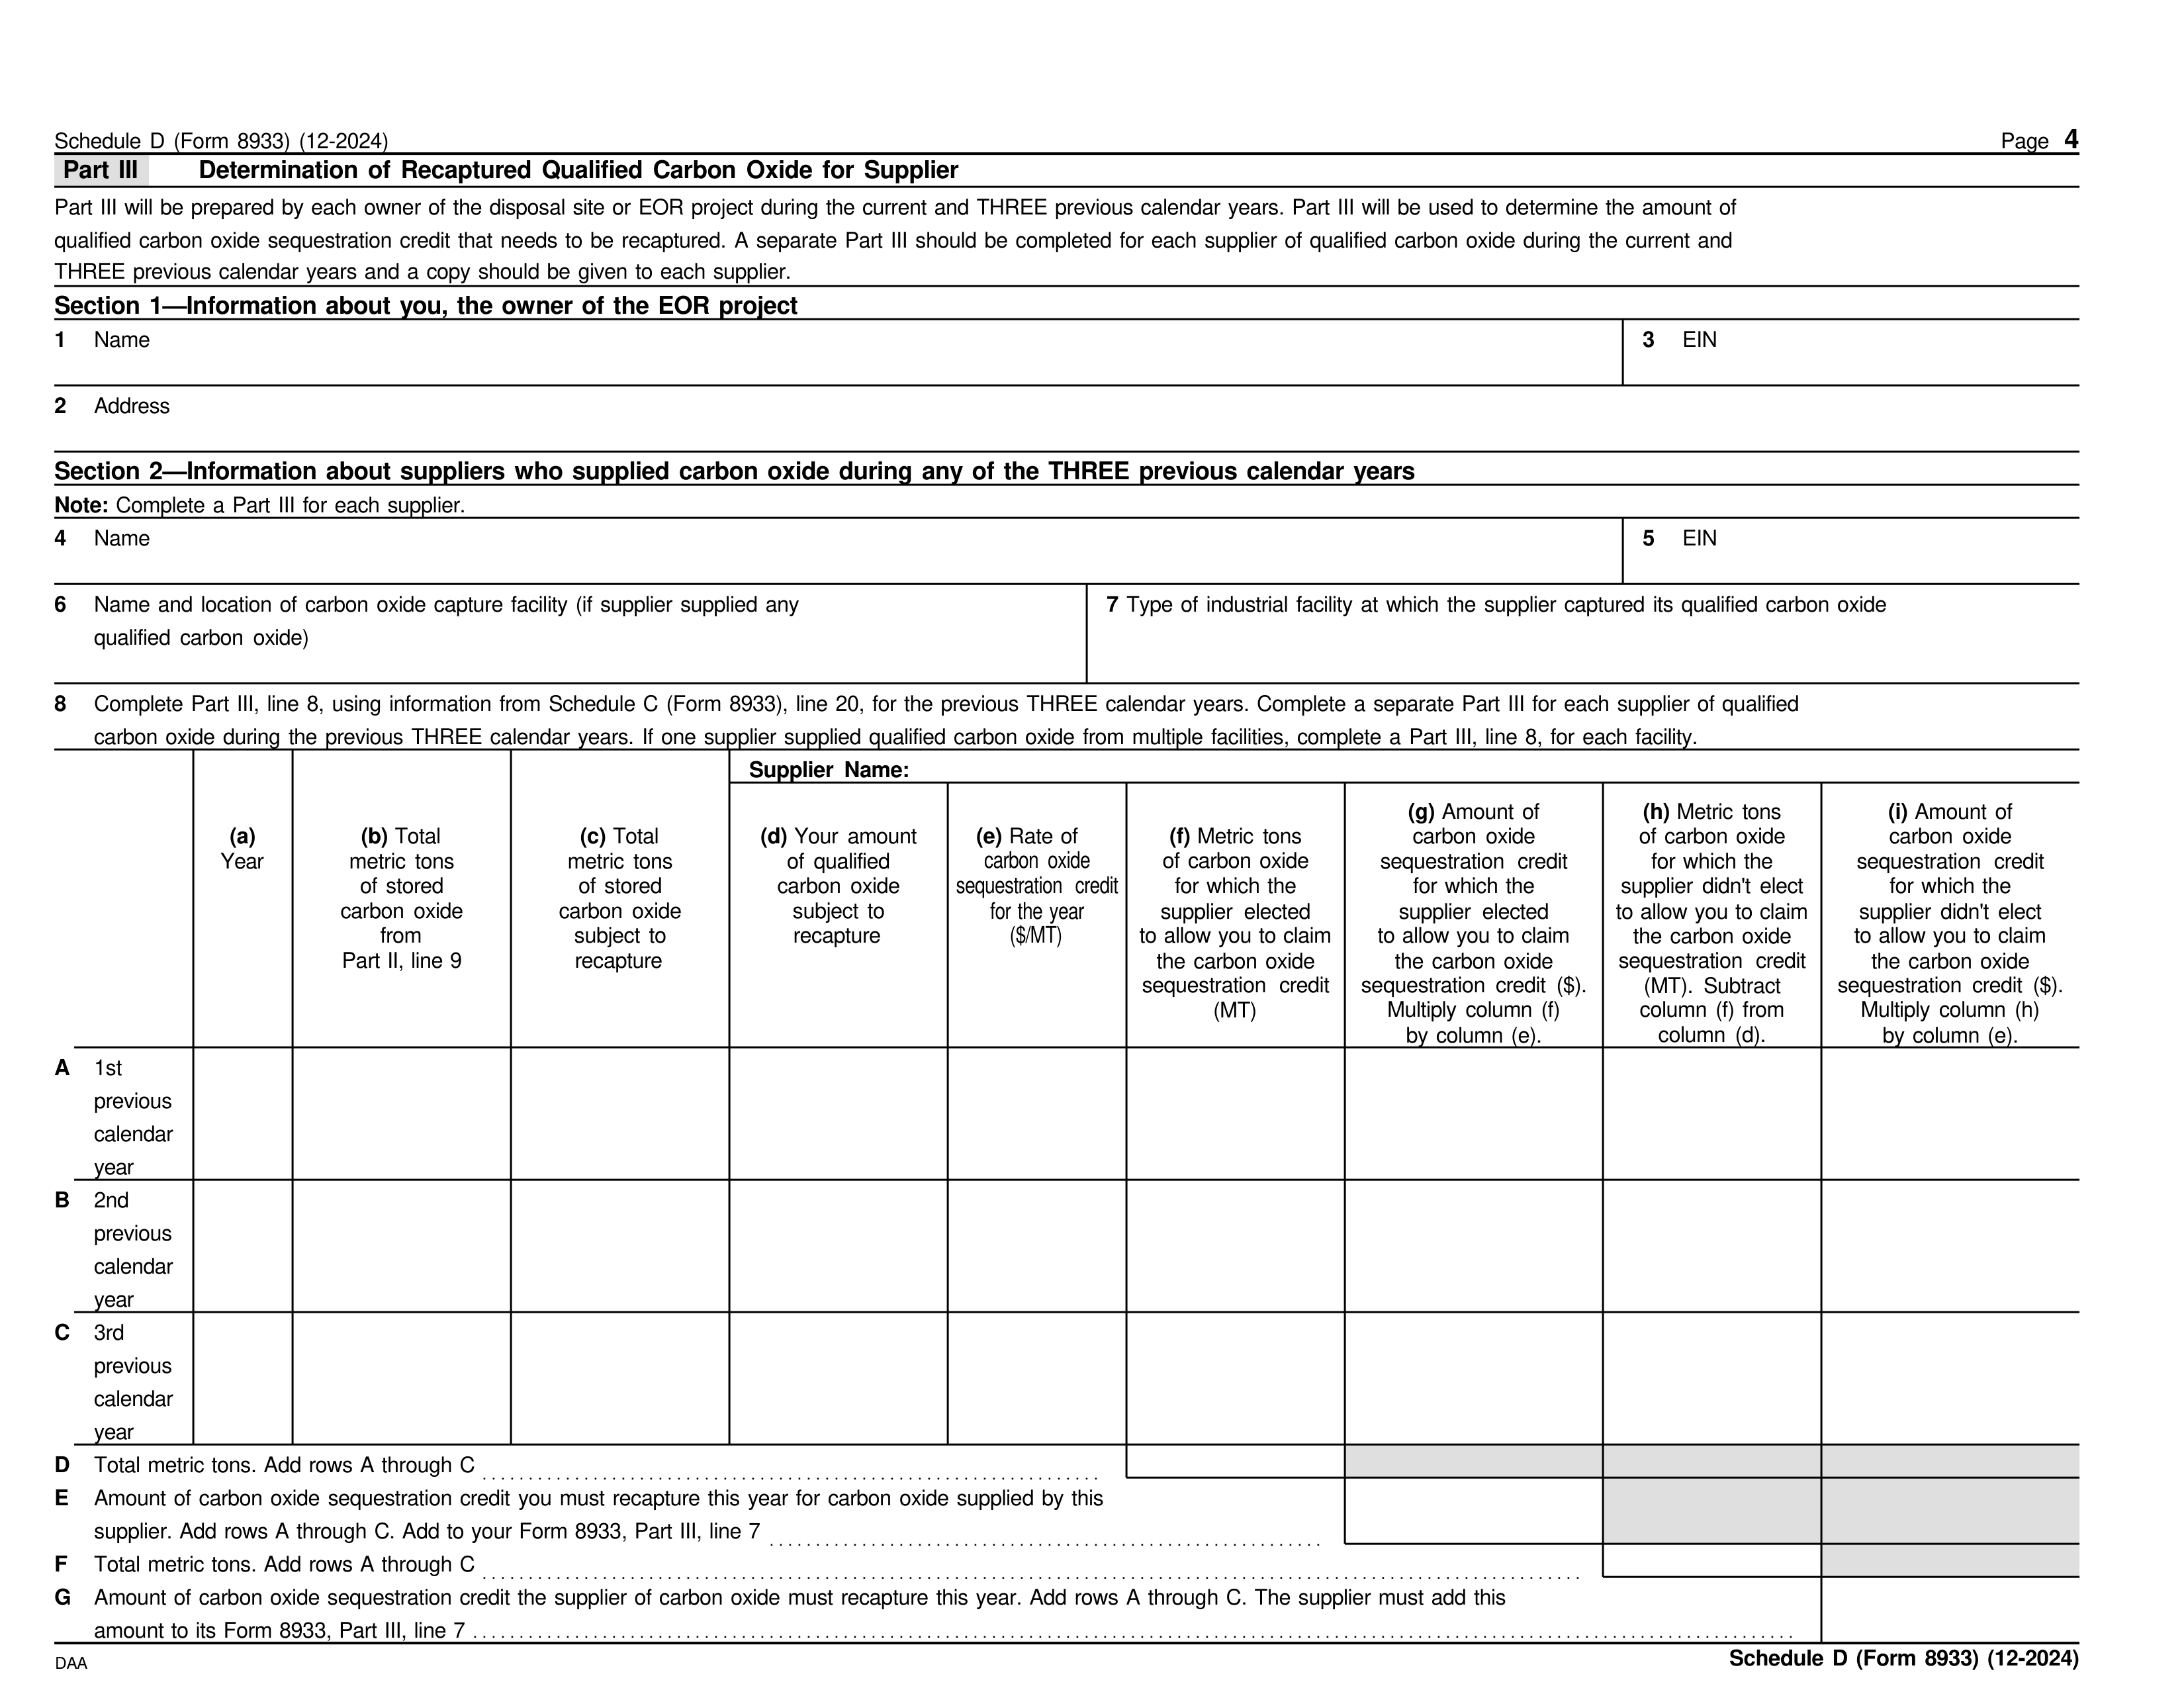 Schedule D (Form 8933) (12-2024) Page 4
Part III Determination of Recaptured Qualified Carbon Oxide for Supplier
Part III will be prepared by each owner of the disposal site or EOR project during the current and THREE previous calendar years. Part III will be used to determine the amount of
qualified carbon oxide sequestration credit that needs to be recaptured. A separate Part III should be completed for each supplier of qualified carbon oxide during the current and
THREE previous calendar years and a copy should be given to each supplier.
Section 1—Information about you, the owner of the EOR project
1 Name
3 EIN
2 Address
Section 2—Information about suppliers who supplied carbon oxide during any of the THREE previous calendar years
Note: Complete a Part III for each supplier.
4 Name
5 EIN
6 Name and location of carbon oxide capture facility (if supplier supplied any
qualified carbon oxide)
7 Type of industrial facility at which the supplier captured its qualified carbon oxide
8 Complete Part III, line 8, using information from Schedule C (Form 8933), line 20, for the previous THREE calendar years. Complete a separate Part III for each supplier of qualified
carbon oxide during the previous THREE calendar years. If one supplier supplied qualified carbon oxide from multiple facilities, complete a Part III, line 8, for each facility.
Supplier Name:
(a)
Year
(b) Total
metric tons
of stored
carbon oxide
from
Part II, line 9
(c) Total
metric tons
of stored
carbon oxide
subject to
recapture
(d) Your amount
of qualified
carbon oxide
subject to
recapture
(e) Rate of
carbon oxide
sequestration credit
for the year
($/MT)
(f) Metric tons
of carbon oxide
for which the
supplier elected
to allow you to claim
the carbon oxide
sequestration credit
(MT)
(g) Amount of
carbon oxide
sequestration credit
for which the
supplier elected
to allow you to claim
the carbon oxide
sequestration credit ($).
Multiply column (f)
by column (e).
(h) Metric tons
of carbon oxide
for which the
supplier didn't elect
to allow you to claim
the carbon oxide
sequestration credit
(MT). Subtract
column (f) from
column (d).
(i) Amount of
carbon oxide
sequestration credit
for which the
supplier didn't elect
to allow you to claim
the carbon oxide
sequestration credit ($).
Multiply column (h)
by column (e).
A 1st
previous
calendar
year
B 2nd
previous
calendar
year
C 3rd
previous
calendar
year
D Total metric tons. Add rows A through C
E Amount of carbon oxide sequestration credit you must recapture this year for carbon oxide supplied by this
supplier. Add rows A through C. Add to your Form 8933, Part III, line 7
F Total metric tons. Add rows A through C
G Amount of carbon oxide sequestration credit the supplier of carbon oxide must recapture this year. Add rows A through C. The supplier must add this
amount to its Form 8933, Part III, line 7
DAA
Schedule D (Form 8933) (12-2024)